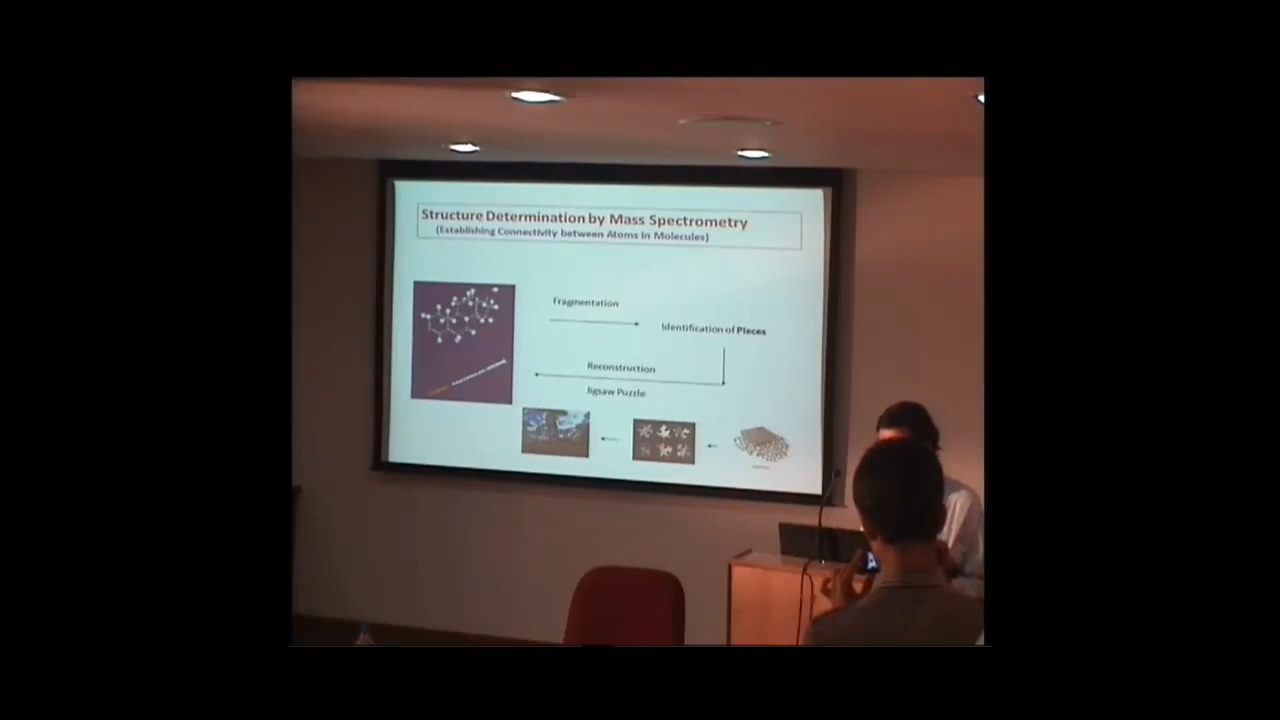 Structure Determination by Mass Spectrometry
(Establishing Connectivity between Atoms in Molecules)
Fragmentation
Identification of Pieces
Reconstruction
Jigsaw Puzzle